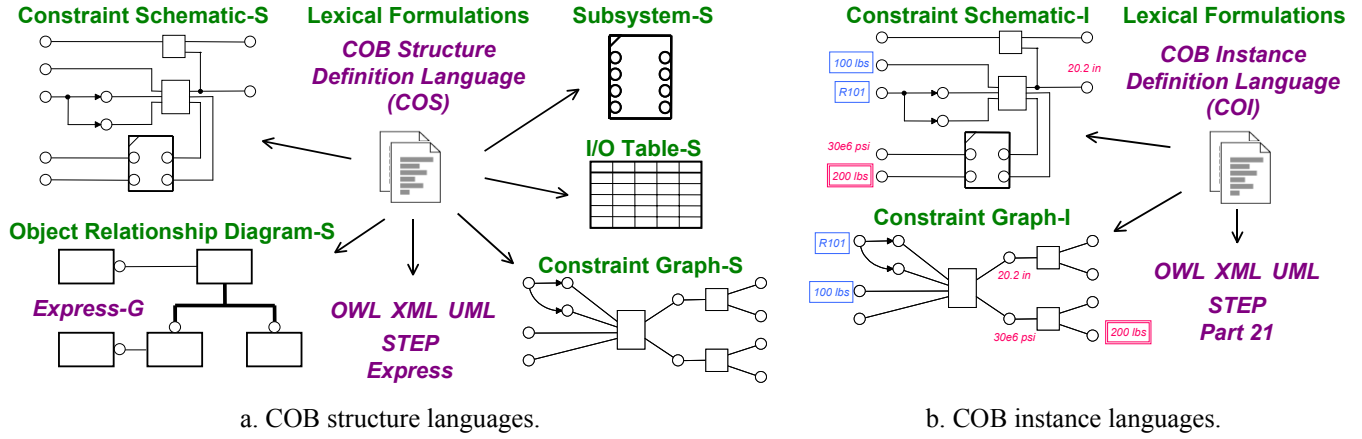 Constraint Schematic-S
Lexical Formulations
COB Structure
Definition Language
(COS)
Subsystem-S
I/O Table-S
Object Relationship Diagram-S
Express-G
OWL XML UML
STEP
Express
Constraint Graph-S
a. COB structure languages.
Constraint Schematic-I
100 lbs
R101
20.2 in
30e6 psi
200 lbs
Lexical Formulations
COB Instance
Definition Language
(COI)
Constraint Graph-I
R101
100 lbs
20.2 in
30e6 psi
200 lbs
OWL XML UML
STEP
Part 21
b. COB instance languages.